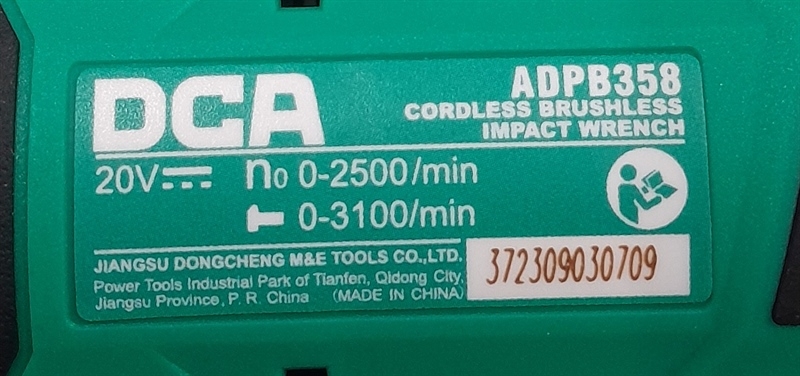 DCA
ADPB358
CORDLESS BRUSHLESS
IMPACT WRENCH
20V
n0 0-2500/min
0-3100/min
JIANGSU DONGCHENG M&E TOOLS CO.,LTD.
Power Tools Industrial Park of Tianfen, Qidong City,
Jiangsu Province, P. R. China (MADE IN CHINA)
372309030709